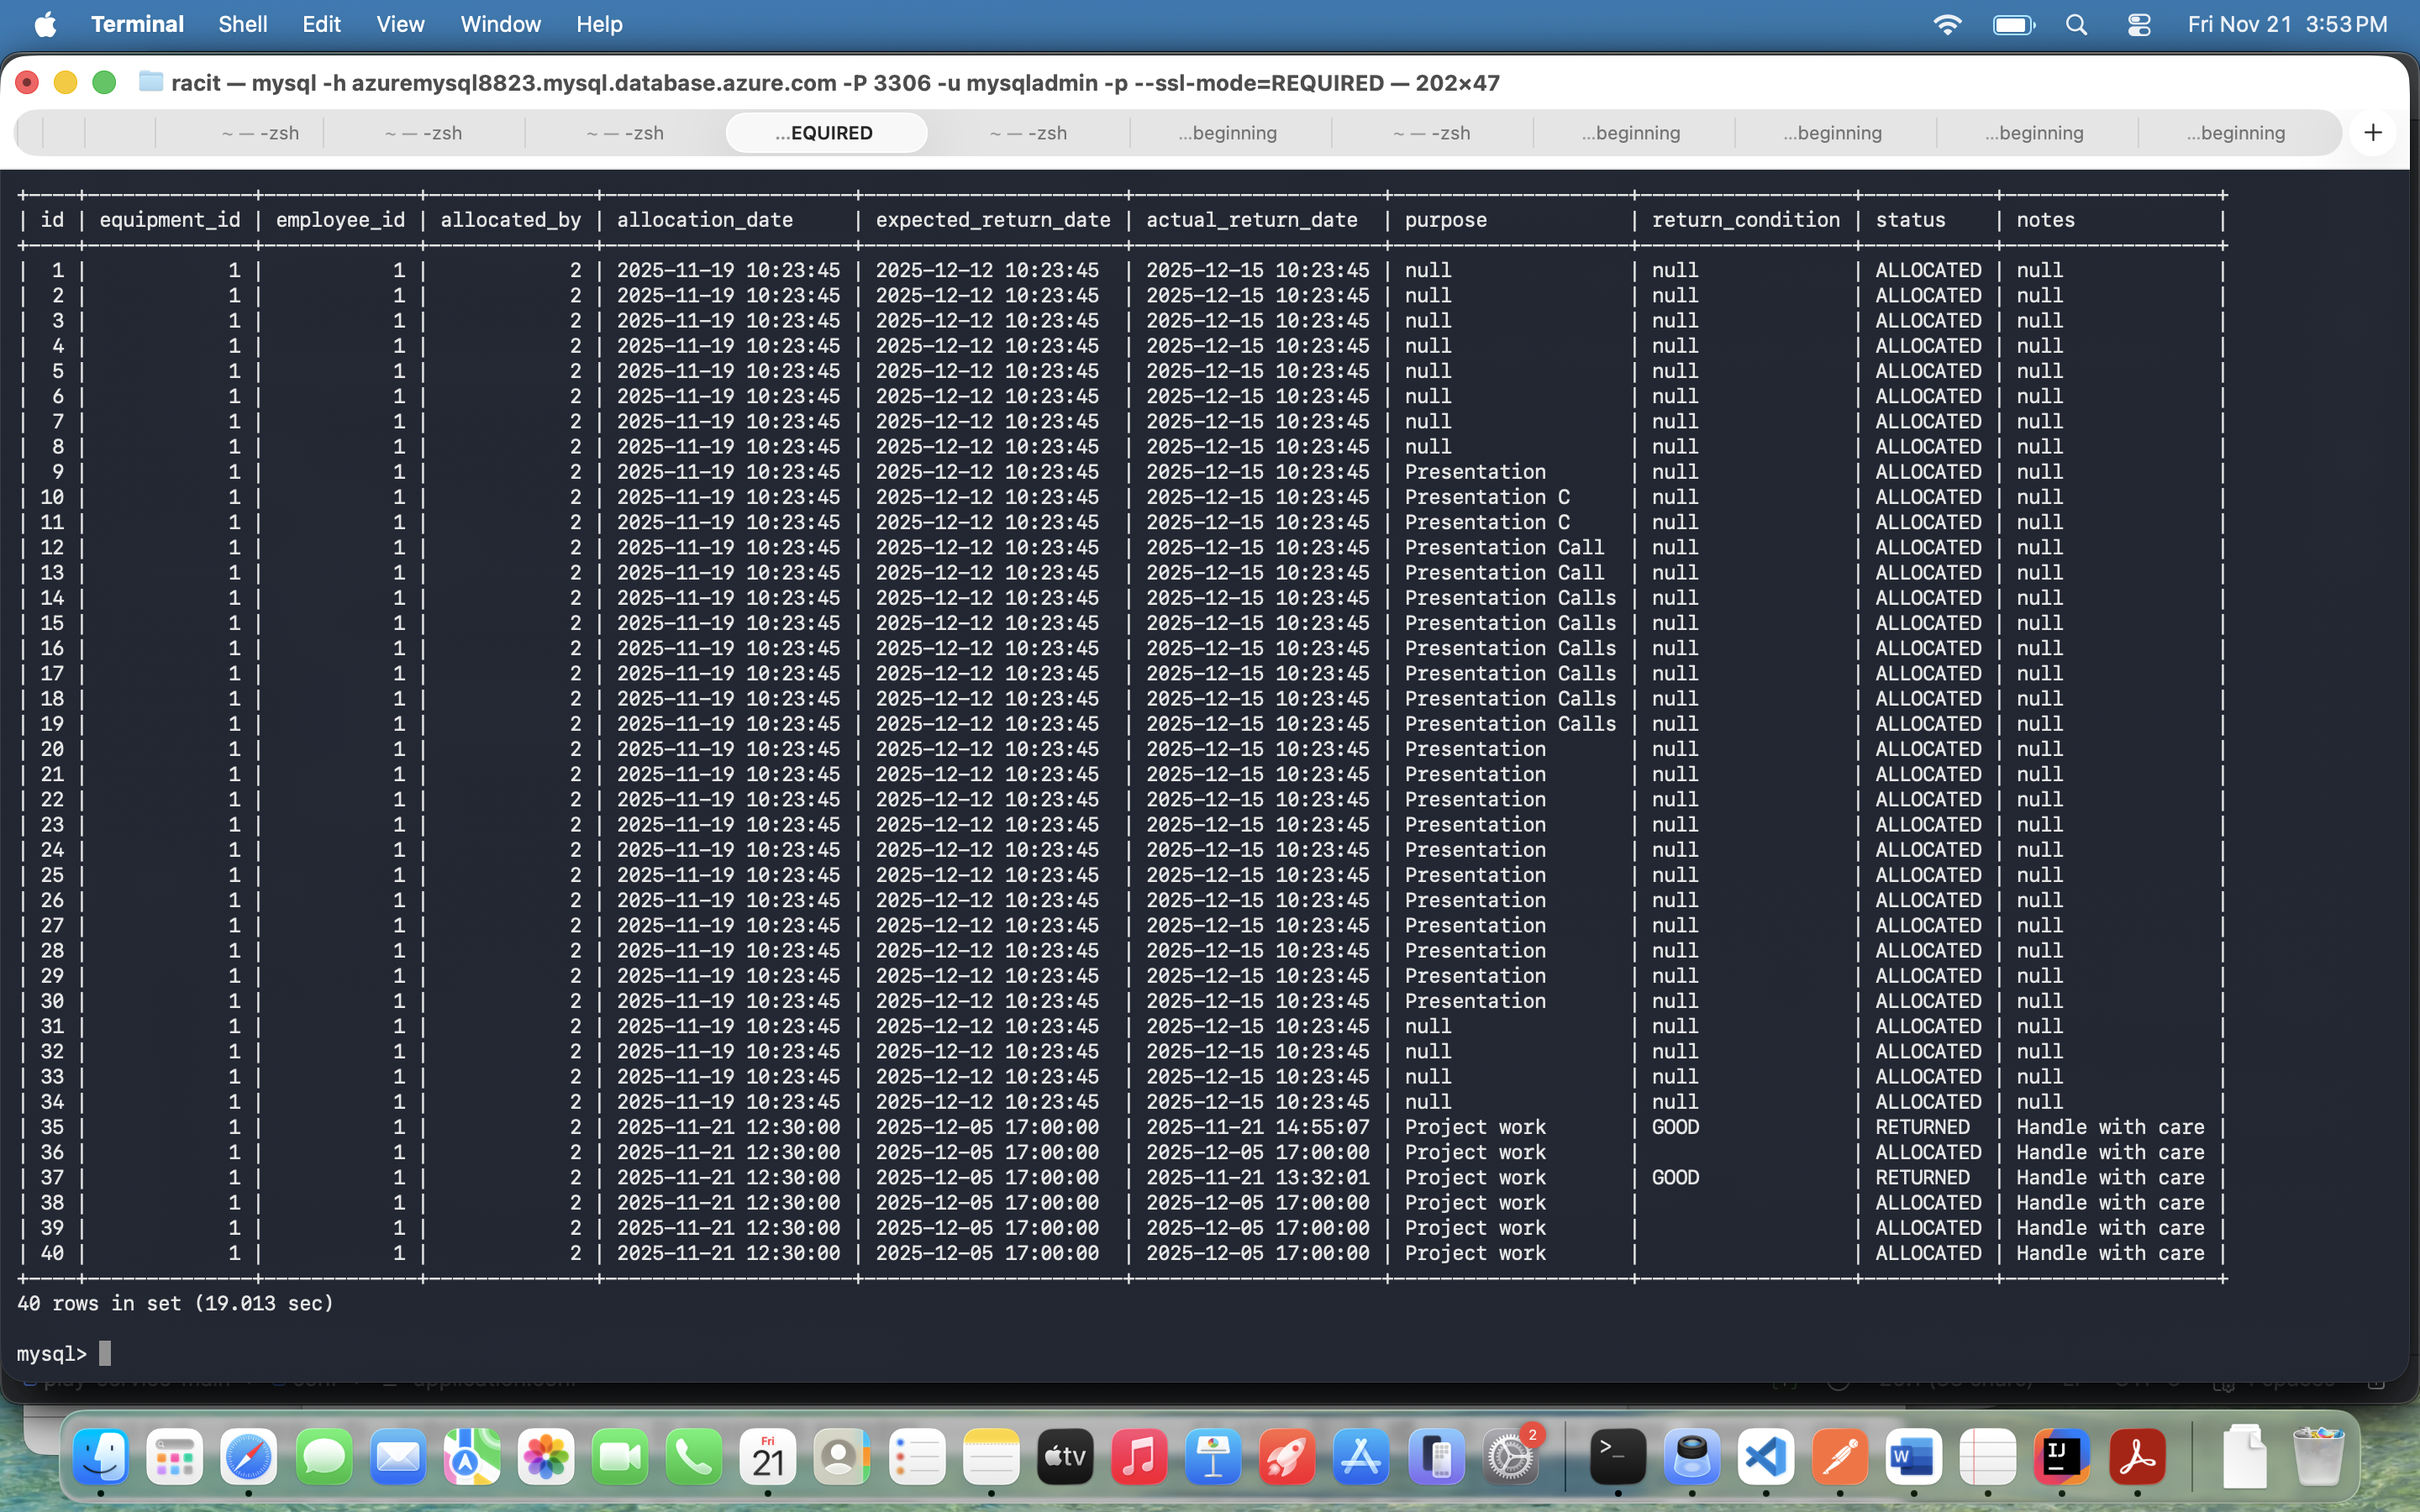 Terminal Shell Edit View Window Help Fri Nov 21 3:53 PM
racit — mysql -h azuremysql8823.mysql.database.azure.com -P 3306 -u mysqladmin -p --ssl-mode=REQUIRED — 202×47
~ — -zsh ~ — -zsh ~ — -zsh ...EQUIRED ~ — -zsh ...beginning ~ — -zsh ...beginning ...beginning ...beginning ...beginning +
| id | equipment_id | employee_id | allocated_by | allocation_date | expected_return_date | actual_return_date | purpose | return_condition | status | notes |
| 1 | 1 | 1 | 2 | 2025-11-19 10:23:45 | 2025-12-12 10:23:45 | 2025-12-15 10:23:45 | null | null | ALLOCATED | null |
| 2 | 1 | 1 | 2 | 2025-11-19 10:23:45 | 2025-12-12 10:23:45 | 2025-12-15 10:23:45 | null | null | ALLOCATED | null |
| 3 | 1 | 1 | 2 | 2025-11-19 10:23:45 | 2025-12-12 10:23:45 | 2025-12-15 10:23:45 | null | null | ALLOCATED | null |
| 4 | 1 | 1 | 2 | 2025-11-19 10:23:45 | 2025-12-12 10:23:45 | 2025-12-15 10:23:45 | null | null | ALLOCATED | null |
| 5 | 1 | 1 | 2 | 2025-11-19 10:23:45 | 2025-12-12 10:23:45 | 2025-12-15 10:23:45 | null | null | ALLOCATED | null |
| 6 | 1 | 1 | 2 | 2025-11-19 10:23:45 | 2025-12-12 10:23:45 | 2025-12-15 10:23:45 | null | null | ALLOCATED | null |
| 7 | 1 | 1 | 2 | 2025-11-19 10:23:45 | 2025-12-12 10:23:45 | 2025-12-15 10:23:45 | null | null | ALLOCATED | null |
| 8 | 1 | 1 | 2 | 2025-11-19 10:23:45 | 2025-12-12 10:23:45 | 2025-12-15 10:23:45 | null | null | ALLOCATED | null |
| 9 | 1 | 1 | 2 | 2025-11-19 10:23:45 | 2025-12-12 10:23:45 | 2025-12-15 10:23:45 | Presentation | null | ALLOCATED | null |
| 10 | 1 | 1 | 2 | 2025-11-19 10:23:45 | 2025-12-12 10:23:45 | 2025-12-15 10:23:45 | Presentation C | null | ALLOCATED | null |
| 11 | 1 | 1 | 2 | 2025-11-19 10:23:45 | 2025-12-12 10:23:45 | 2025-12-15 10:23:45 | Presentation C | null | ALLOCATED | null |
| 12 | 1 | 1 | 2 | 2025-11-19 10:23:45 | 2025-12-12 10:23:45 | 2025-12-15 10:23:45 | Presentation Call | null | ALLOCATED | null |
| 13 | 1 | 1 | 2 | 2025-11-19 10:23:45 | 2025-12-12 10:23:45 | 2025-12-15 10:23:45 | Presentation Call | null | ALLOCATED | null |
| 14 | 1 | 1 | 2 | 2025-11-19 10:23:45 | 2025-12-12 10:23:45 | 2025-12-15 10:23:45 | Presentation Calls | null | ALLOCATED | null |
| 15 | 1 | 1 | 2 | 2025-11-19 10:23:45 | 2025-12-12 10:23:45 | 2025-12-15 10:23:45 | Presentation Calls | null | ALLOCATED | null |
| 16 | 1 | 1 | 2 | 2025-11-19 10:23:45 | 2025-12-12 10:23:45 | 2025-12-15 10:23:45 | Presentation Calls | null | ALLOCATED | null |
| 17 | 1 | 1 | 2 | 2025-11-19 10:23:45 | 2025-12-12 10:23:45 | 2025-12-15 10:23:45 | Presentation Calls | null | ALLOCATED | null |
| 18 | 1 | 1 | 2 | 2025-11-19 10:23:45 | 2025-12-12 10:23:45 | 2025-12-15 10:23:45 | Presentation Calls | null | ALLOCATED | null |
| 19 | 1 | 1 | 2 | 2025-11-19 10:23:45 | 2025-12-12 10:23:45 | 2025-12-15 10:23:45 | Presentation Calls | null | ALLOCATED | null |
| 20 | 1 | 1 | 2 | 2025-11-19 10:23:45 | 2025-12-12 10:23:45 | 2025-12-15 10:23:45 | Presentation | null | ALLOCATED | null |
| 21 | 1 | 1 | 2 | 2025-11-19 10:23:45 | 2025-12-12 10:23:45 | 2025-12-15 10:23:45 | Presentation | null | ALLOCATED | null |
| 22 | 1 | 1 | 2 | 2025-11-19 10:23:45 | 2025-12-12 10:23:45 | 2025-12-15 10:23:45 | Presentation | null | ALLOCATED | null |
| 23 | 1 | 1 | 2 | 2025-11-19 10:23:45 | 2025-12-12 10:23:45 | 2025-12-15 10:23:45 | Presentation | null | ALLOCATED | null |
| 24 | 1 | 1 | 2 | 2025-11-19 10:23:45 | 2025-12-12 10:23:45 | 2025-12-15 10:23:45 | Presentation | null | ALLOCATED | null |
| 25 | 1 | 1 | 2 | 2025-11-19 10:23:45 | 2025-12-12 10:23:45 | 2025-12-15 10:23:45 | Presentation | null | ALLOCATED | null |
| 26 | 1 | 1 | 2 | 2025-11-19 10:23:45 | 2025-12-12 10:23:45 | 2025-12-15 10:23:45 | Presentation | null | ALLOCATED | null |
| 27 | 1 | 1 | 2 | 2025-11-19 10:23:45 | 2025-12-12 10:23:45 | 2025-12-15 10:23:45 | Presentation | null | ALLOCATED | null |
| 28 | 1 | 1 | 2 | 2025-11-19 10:23:45 | 2025-12-12 10:23:45 | 2025-12-15 10:23:45 | Presentation | null | ALLOCATED | null |
| 29 | 1 | 1 | 2 | 2025-11-19 10:23:45 | 2025-12-12 10:23:45 | 2025-12-15 10:23:45 | Presentation | null | ALLOCATED | null |
| 30 | 1 | 1 | 2 | 2025-11-19 10:23:45 | 2025-12-12 10:23:45 | 2025-12-15 10:23:45 | Presentation | null | ALLOCATED | null |
| 31 | 1 | 1 | 2 | 2025-11-19 10:23:45 | 2025-12-12 10:23:45 | 2025-12-15 10:23:45 | null | null | ALLOCATED | null |
| 32 | 1 | 1 | 2 | 2025-11-19 10:23:45 | 2025-12-12 10:23:45 | 2025-12-15 10:23:45 | null | null | ALLOCATED | null |
| 33 | 1 | 1 | 2 | 2025-11-19 10:23:45 | 2025-12-12 10:23:45 | 2025-12-15 10:23:45 | null | null | ALLOCATED | null |
| 34 | 1 | 1 | 2 | 2025-11-19 10:23:45 | 2025-12-12 10:23:45 | 2025-12-15 10:23:45 | null | null | ALLOCATED | null |
| 35 | 1 | 1 | 2 | 2025-11-21 12:30:00 | 2025-12-05 17:00:00 | 2025-11-21 14:55:07 | Project work | GOOD | RETURNED | Handle with care |
| 36 | 1 | 1 | 2 | 2025-11-21 12:30:00 | 2025-12-05 17:00:00 | 2025-12-05 17:00:00 | Project work | | ALLOCATED | Handle with care |
| 37 | 1 | 1 | 2 | 2025-11-21 12:30:00 | 2025-12-05 17:00:00 | 2025-11-21 13:32:01 | Project work | GOOD | RETURNED | Handle with care |
| 38 | 1 | 1 | 2 | 2025-11-21 12:30:00 | 2025-12-05 17:00:00 | 2025-12-05 17:00:00 | Project work | | ALLOCATED | Handle with care |
| 39 | 1 | 1 | 2 | 2025-11-21 12:30:00 | 2025-12-05 17:00:00 | 2025-12-05 17:00:00 | Project work | | ALLOCATED | Handle with care |
| 40 | 1 | 1 | 2 | 2025-11-21 12:30:00 | 2025-12-05 17:00:00 | 2025-12-05 17:00:00 | Project work | | ALLOCATED | Handle with care |
40 rows in set (19.013 sec)
mysql>
Fri
21
tv
2
>_
W
IJ